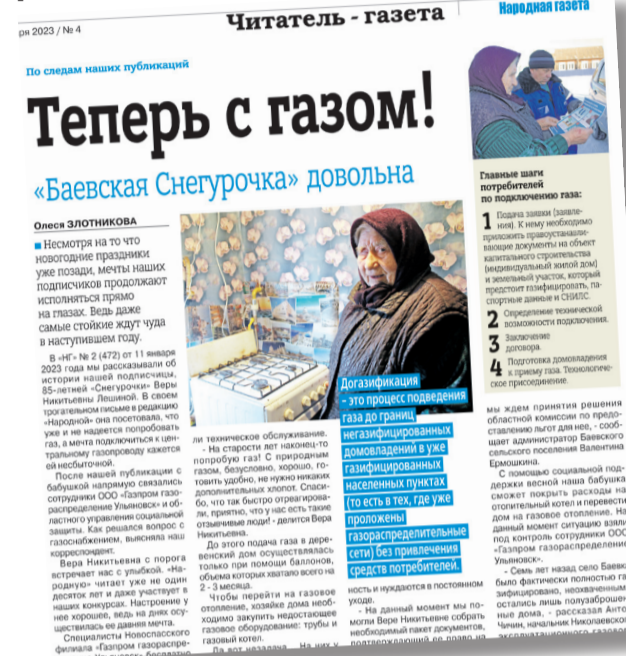 ря 2023 / № 4
Читатель - газета
Народная газета
По следам наших публикаций
Теперь с газом!
«Баевская Снегурочка» довольна
Олеся ЗЛОТНИКОВА
Несмотря на то что
новогодние праздники
уже позади, мечты наших
подписчиков продолжают
исполняться прямо
на глазах. Ведь даже
самые стойкие ждут чуда
в наступившем году.
В «НГ» № 2 (472) от 11 января
2023 года мы рассказывали об
истории нашей подписчицы,
85-летней «Снегурочки» Веры
Никитьевны Лешиной. В своем
трогательном письме в редакцию
«Народной» она посетовала, что
уже и не надеется попробовать
газ, а мечта подключиться к цен-
тральному газопроводу кажется
ей несбыточной.
После нашей публикации с
бабушкой напрямую связались
сотрудники ООО «Газпром газо-
распределение Ульяновск» и об-
ластного управления социальной
защиты. Как решался вопрос с
газоснабжением, выясняла наш
корреспондент.
Вера Никитьевна с порога
встречает нас с улыбкой. «На-
родную» читает уже не один
десяток лет и даже участвует в
наших конкурсах. Настроение у
нее хорошее, ведь на днях осу-
ществилась ее давняя мечта.
Специалисты Новоспасского
филиала «Газпром газораспре-
ли техническое обслуживание.
- На старости лет наконец-то
попробую газ! С природным
газом, безусловно, хорошо, го-
товить удобно, не нужно никаких
дополнительных хлопот. Спаси-
бо, что так быстро отреагирова-
ли, приятно, что у нас есть такие
отзывчивые люди! - делится Вера
Никитьевна.
До этого подача газа в дере-
венский дом осуществлялась
только при помощи баллонов,
объема которых хватало всего на
2 - 3 месяца.
Чтобы перейти на газовое
отопление, хозяйке дома необ-
ходимо закупить недостающее
газовое оборудование: трубы и
газовый котел.
Догазификация
- это процесс подведения
газа до границ
негазифицированных
домовладений в уже
газифицированных
населенных пунктах
(то есть в тех, где уже
проложены
газораспределительные
сети) без привлечения
средств потребителей.
ность и нуждаются в постоянном
уходе.
- На данный момент мы по-
могли Вере Никитьевне собрать
необходимый пакет документов,
подтверждающий ее право на
Главные шаги
потребителей
по подключению газа:
1 Подача заявки (заявле-
ния). К нему необходимо
приложить правоустанавли-
вающие документы на объект
капитального строительства
(индивидуальный жилой дом)
и земельный участок, который
предстоит газифицировать, па-
спортные данные и СНИЛС.
2 Определение технической
возможности подключения.
3 Заключение
договора.
4 Подготовка домовладения
к приему газа. Технологиче-
ское присоединение.
мы ждем принятия решения
областной комиссии по предо-
ставлению льгот для нее, - сооб-
щает администратор Баевского
сельского поселения Валентина
Ермошкина.
С помощью социальной под-
держки весной наша бабушка
сможет покрыть расходы на
отопительный котел и перевести
дом на газовое отопление. На
данный момент ситуацию взяли
под контроль сотрудники ООО
«Газпром газораспределение
Ульяновск».
- Семь лет назад село Баевка
было фактически полностью га-
зифицировано, неохваченным
остались лишь полузаброшен-
ные дома, - рассказал Анто
Чичин, начальник Николаевской